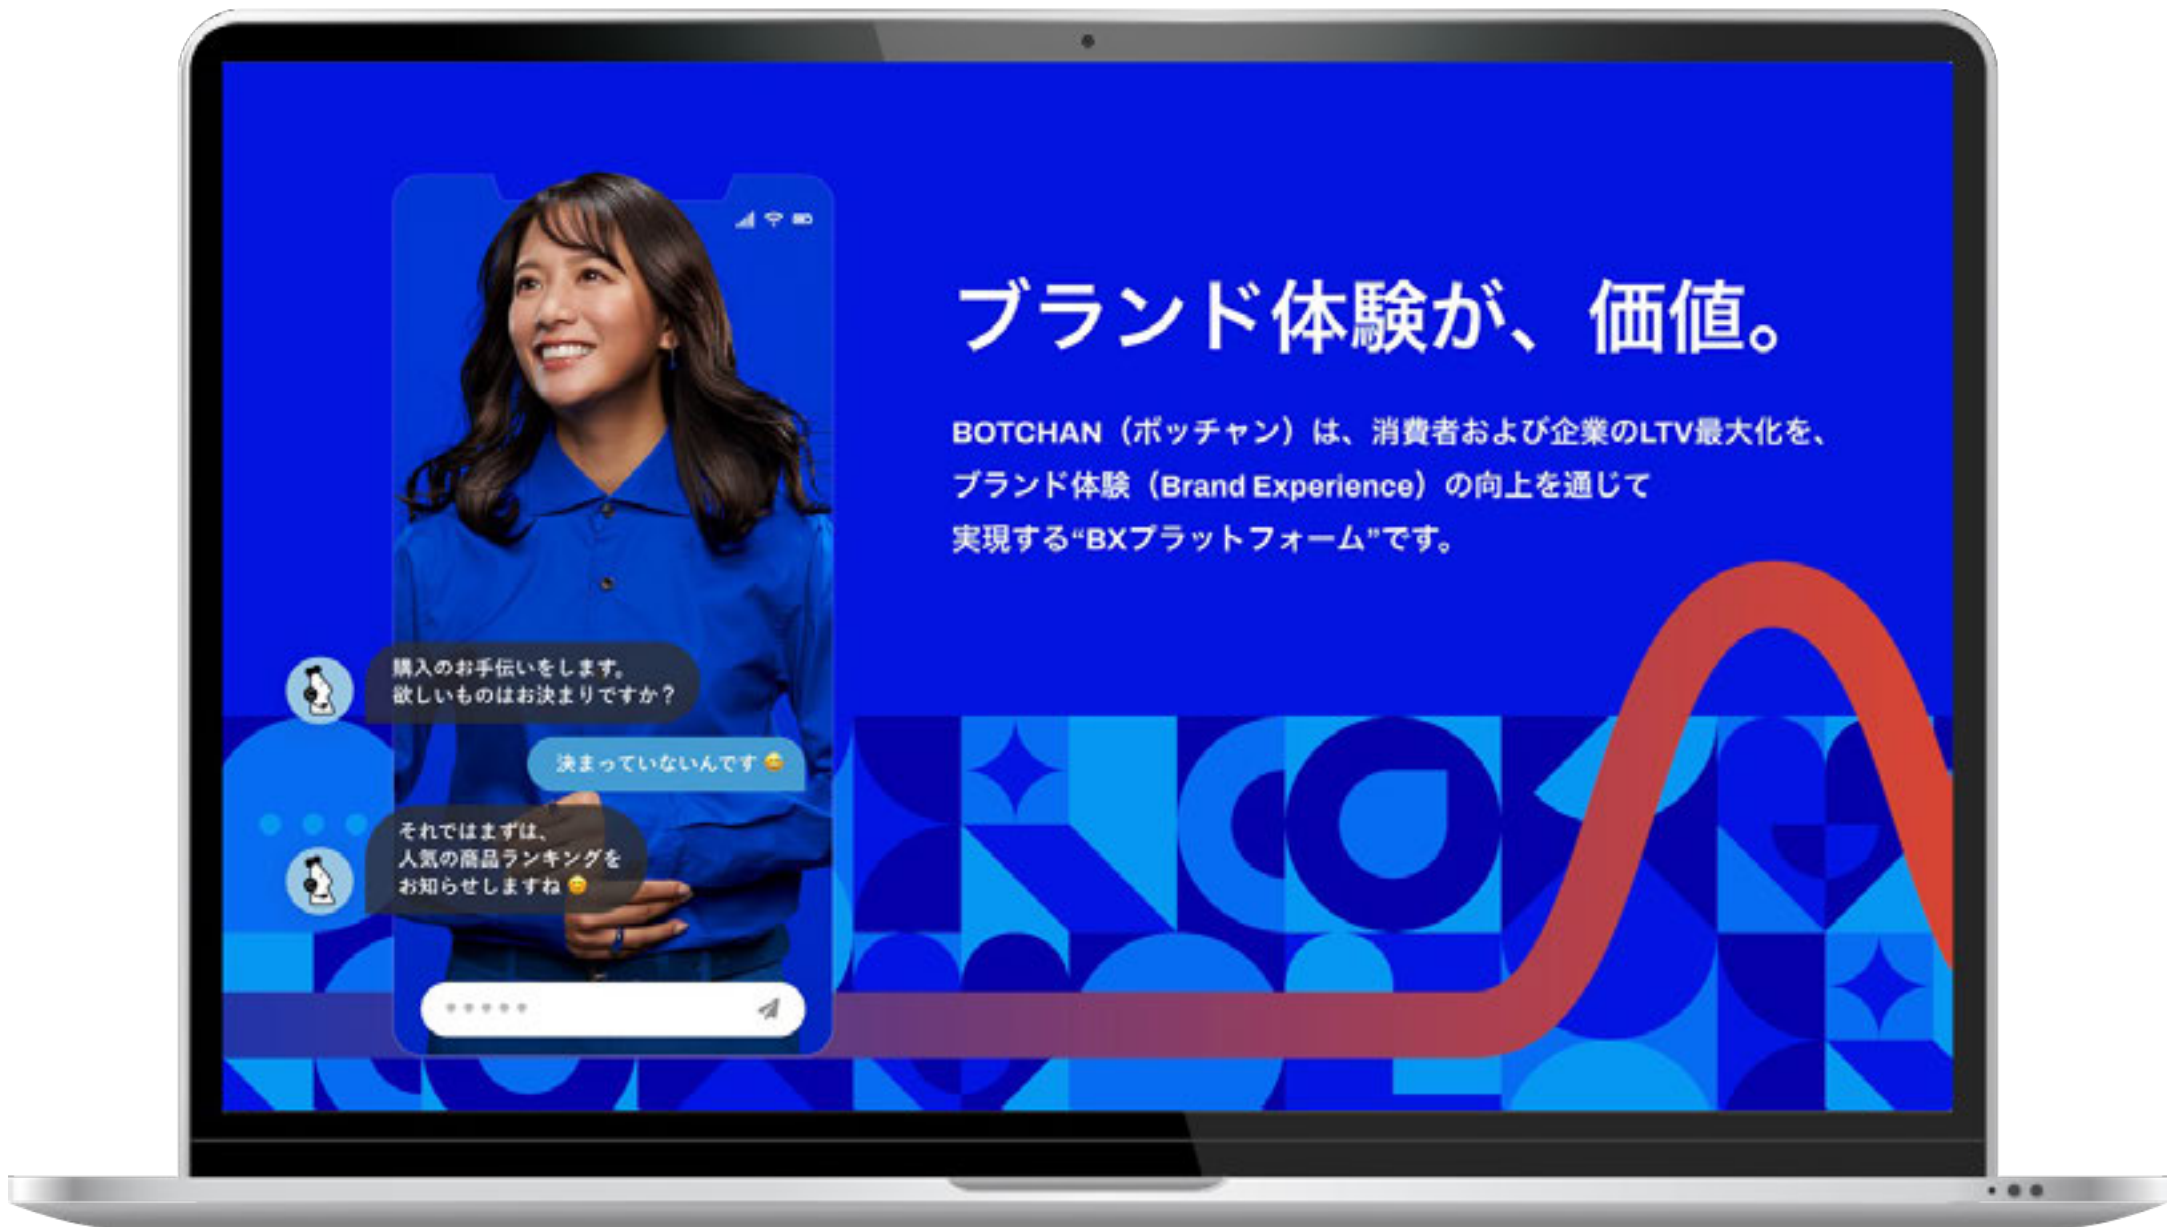 ブランド体験が、価値。
BOTCHAN（ボッチャン）は、消費者および企業のLTV最大化を、
ブランド体験（Brand Experience）の向上を通じて
実現する“BXプラットフォーム”です。
購入のお手伝いをします。
欲しいものはお決まりですか？
決まっていないんです😊
それではまずは、
人気の商品ランキングを
お知らせしますね😊